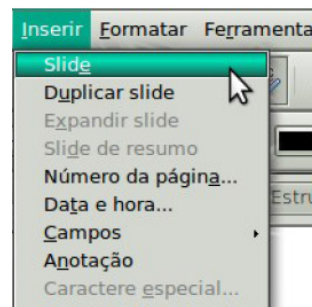 Inserir Formatar Ferramenta
Slide
Duplicar slide
Expandir slide
Slide de resumo
Número da página...
Data e hora...
Campos
Anotação
Caractere especial...
Estru